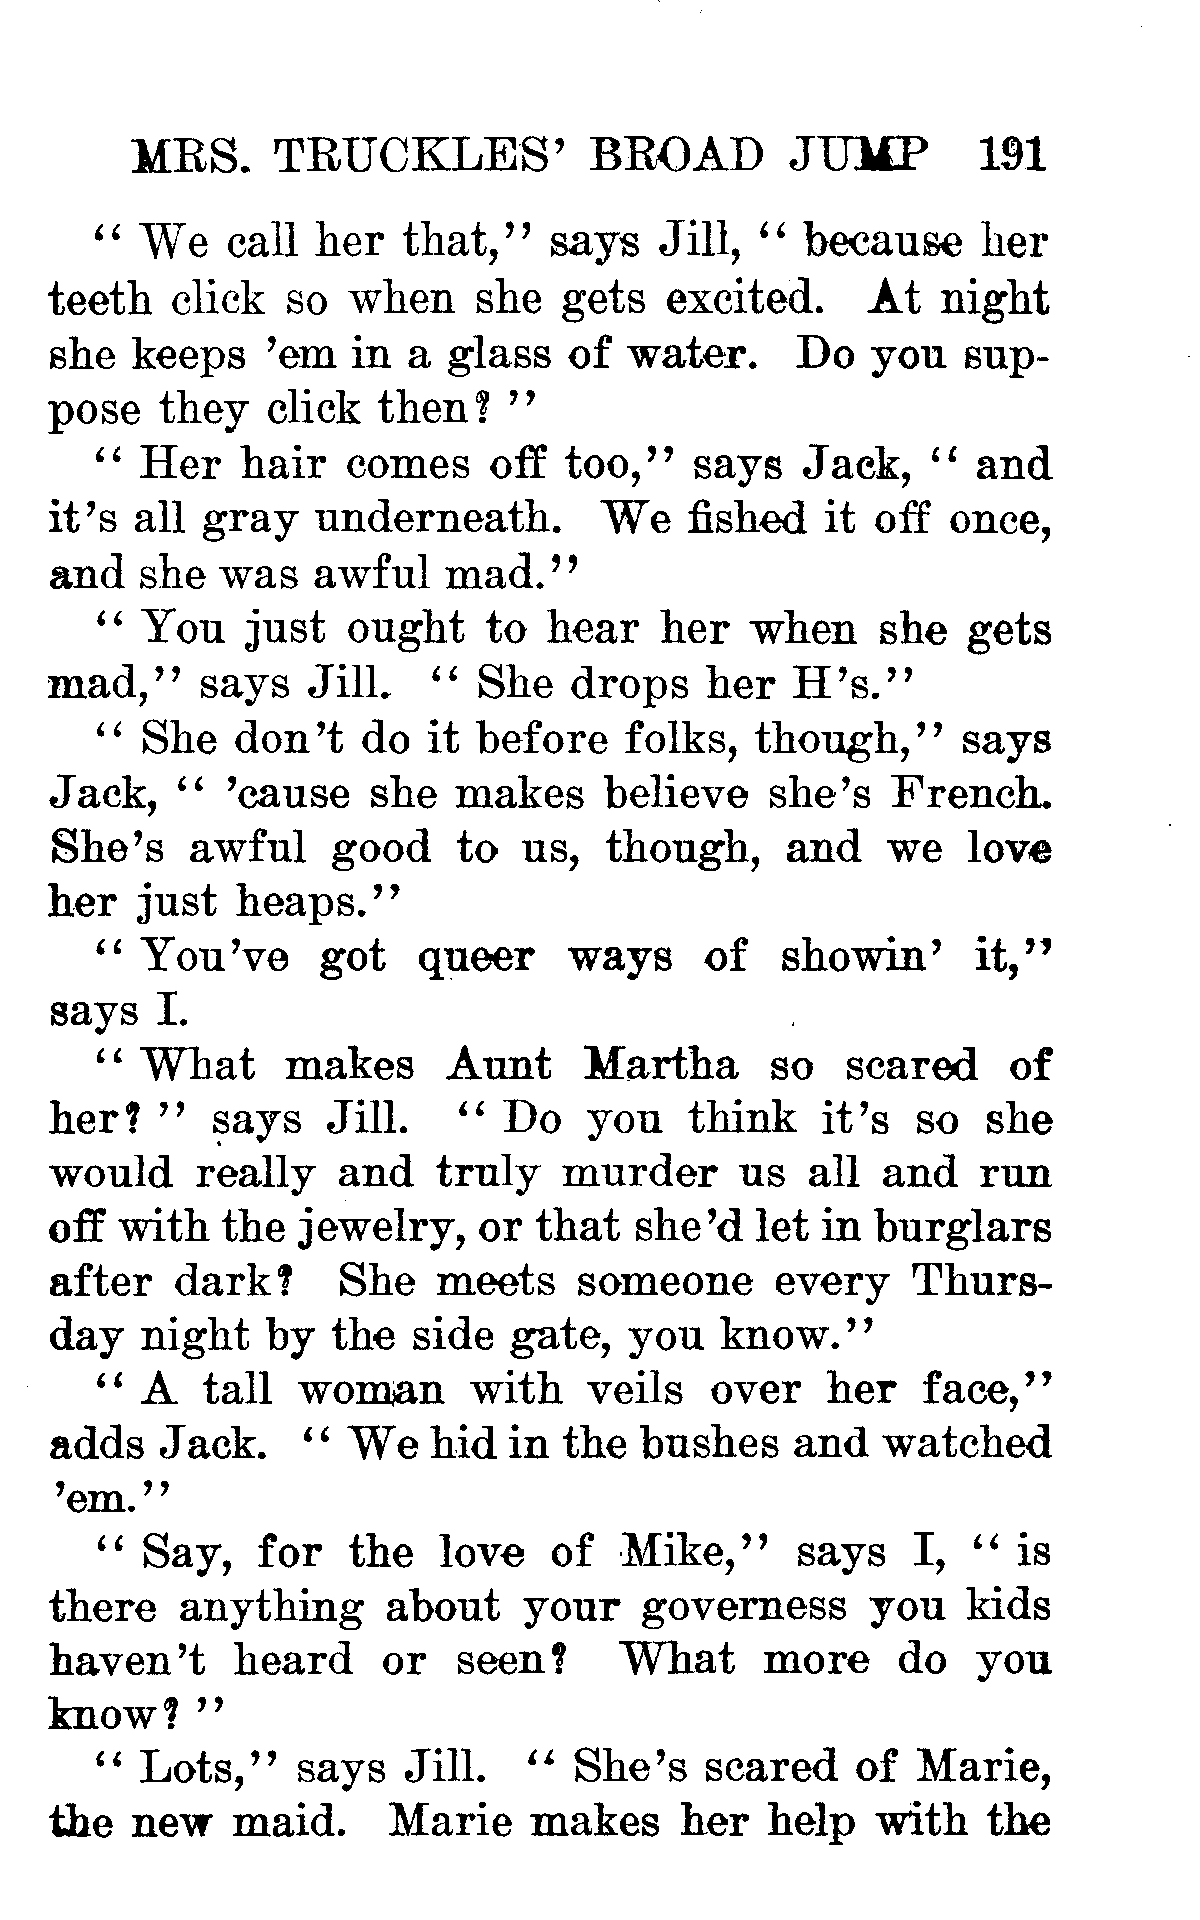 MRS. TRUCKLES' BROAD JUMP 191
" We call her that," says Jill, " because her
teeth click so when she gets excited. At night
she keeps 'em in a glass of water. Do you sup-
pose they click then? "
" Her hair comes off too," says Jack, " and
it's all gray underneath. We fished it off once,
and she was awful mad."
" You just ought to hear her when she gets
mad," says Jill. " She drops her H's."
" She don't do it before folks, though," says
Jack, " 'cause she makes believe she's French.
She's awful good to us, though, and we love
her just heaps."
" You've got queer ways of showin' it,"
says I.
" What makes Aunt Martha so scared of
her? " says Jill. " Do you think it's so she
would really and truly murder us all and run
off with the jewelry, or that she'd let in burglars
after dark? She meets someone every Thurs-
day night by the side gate, you know."
" A tall woman with veils over her face,"
adds Jack. " We hid in the bushes and watched
'em."
" Say, for the love of Mike," says I, " is
there anything about your governess you kids
haven't heard or seen? What more do you
know? "
" Lots," says Jill. " She's scared of Marie,
the new maid. Marie makes her help with the